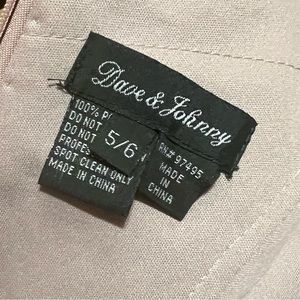 Dave & Johnny
5/6
RN# 97495
MADE
IN
CHINA
100%
DO NOT
DO NOT
SPOT CLEAN ONLY
MADE IN CHINA